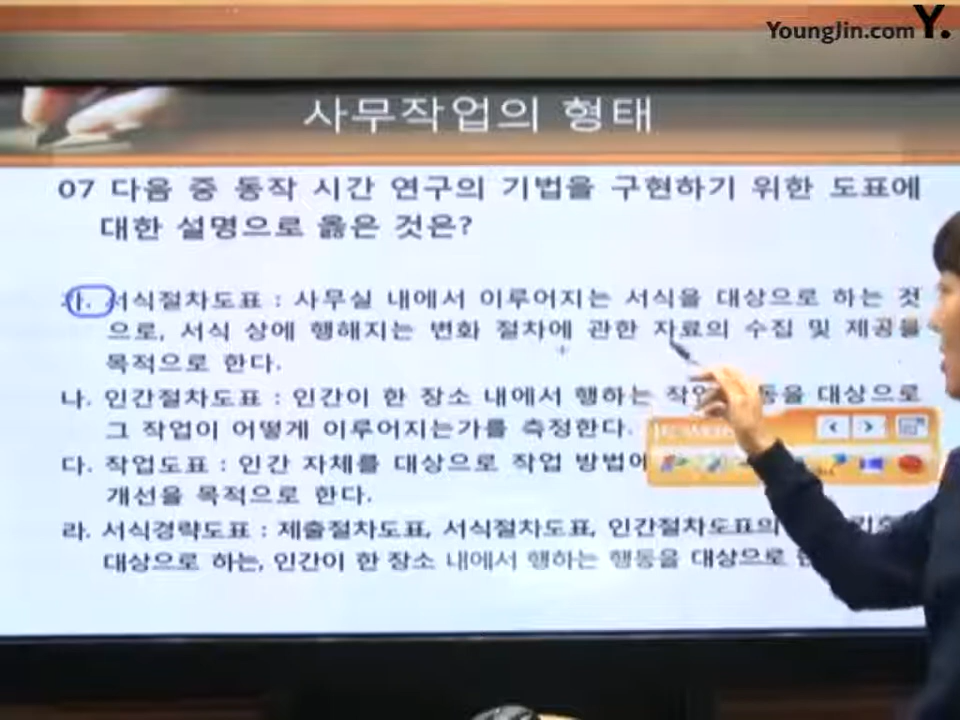 YoungJin.com Y.
사무작업의 형태
07 다음 중 동작 시간 연구의 기법을 구현하기 위한 도표에
대한 설명으로 옳은 것은?
가. 서식절차도표 : 사무실 내에서 이루어지는 서식을 대상으로 하는 것
으로, 서식 상에 행해지는 변화 절차에 관한 자료의 수집 및 제공을
목적으로 한다.
나. 인간절차도표 : 인간이 한 장소 내에서 행하는 대상으로
그 작업이 어떻게 이루어지는가를 측정한다.
다. 작업도표 : 인간 자체를 대상으로 작업 방법에
개선을 목적으로 한다.
라. 서식경략도표 : 제출절차도표, 서식절차도표, 인간절차도표의
대상으로 하는, 인간이 한 장소 내에서 행하는 행동을 대상으로